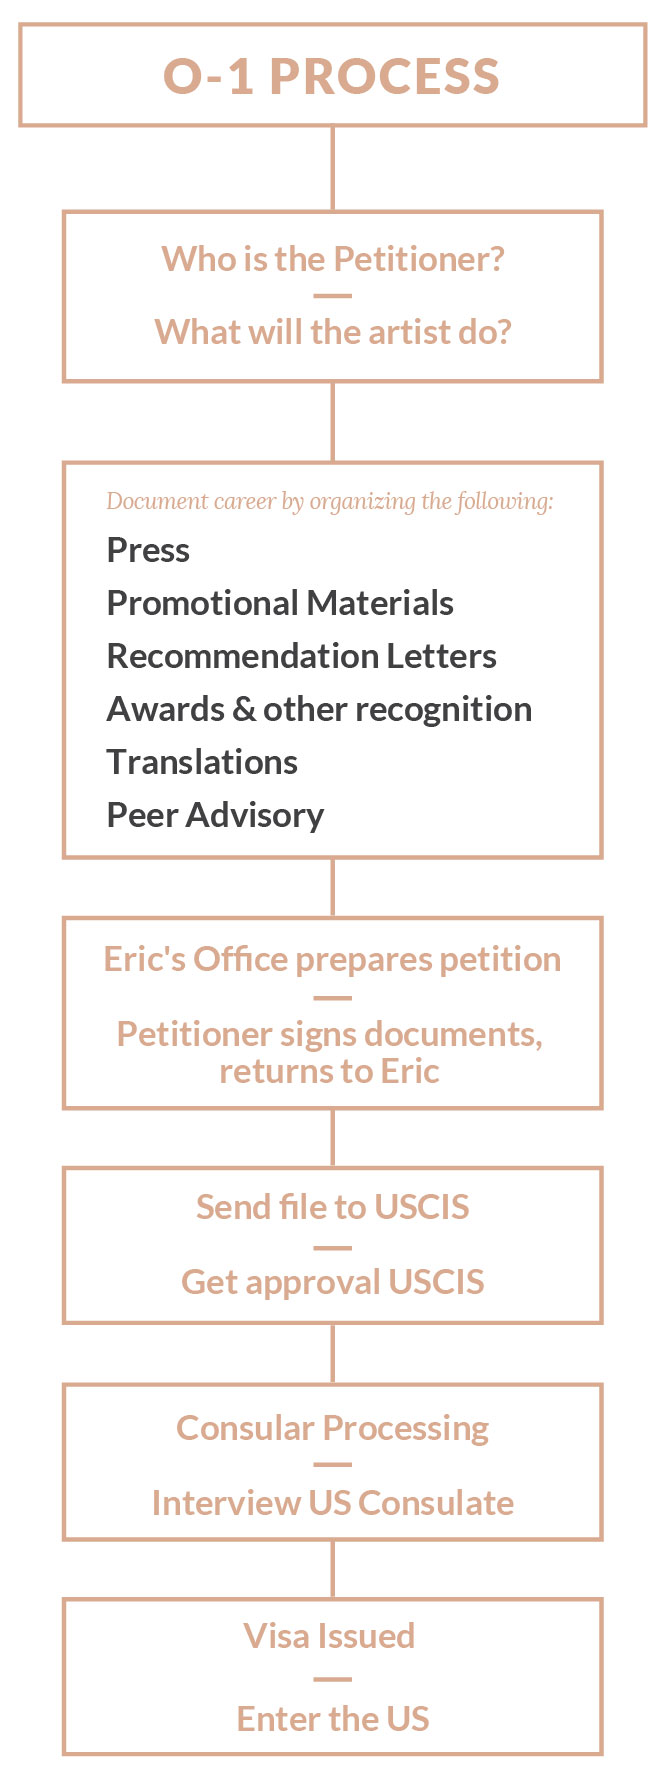 O-1 PROCESS
Who is the Petitioner?
What will the artist do?
Document career by organizing the following:
Press
Promotional Materials
Recommendation Letters
Awards & other recognition
Translations
Peer Advisory
Eric's Office prepares petition
Petitioner signs documents,
returns to Eric
Send file to USCIS
Get approval USCIS
Consular Processing
Interview US Consulate
Visa Issued
Enter the US